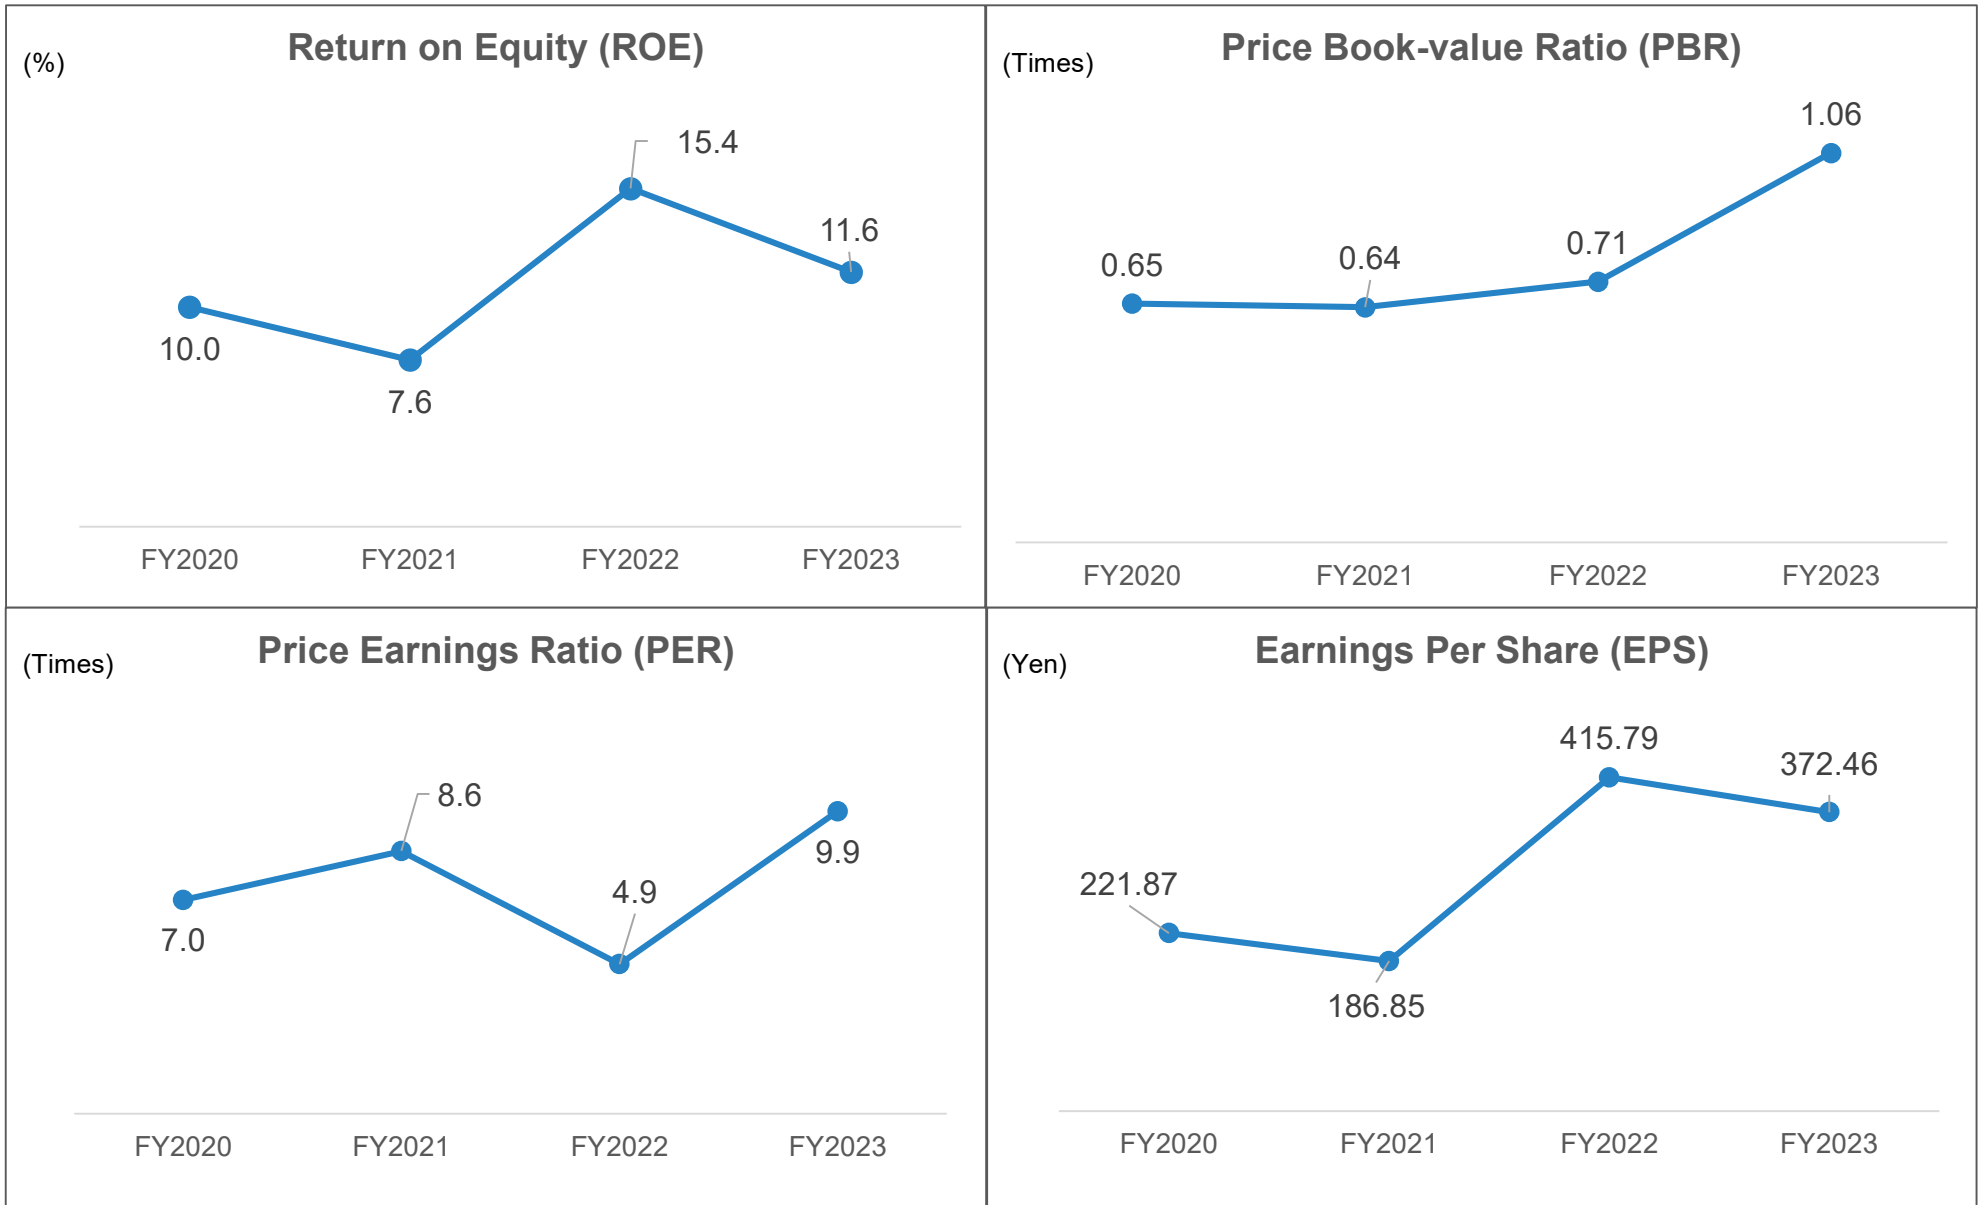 Return on Equity (ROE)
(%)
15.4
11.6
10.0
7.6
FY2020 FY2021 FY2022 FY2023
Price Book-value Ratio (PBR)
(Times)
1.06
0.71
0.64
0.65
FY2020 FY2021 FY2022 FY2023
Price Earnings Ratio (PER)
(Times)
8.6
9.9
4.9
7.0
FY2020 FY2021 FY2022 FY2023
Earnings Per Share (EPS)
(Yen)
415.79
372.46
221.87
186.85
FY2020 FY2021 FY2022 FY2023